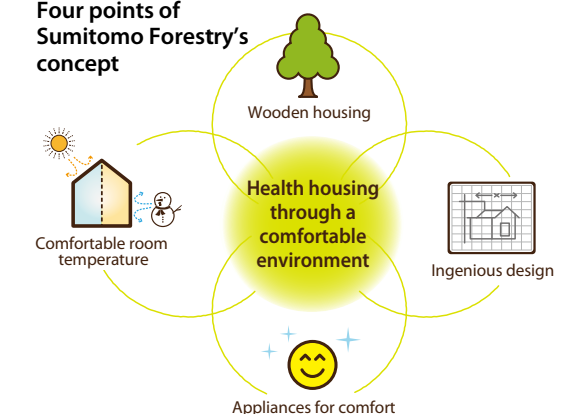 Four points of
Sumitomo Forestry’s
concept
Wooden housing
Health housing
through a
comfortable
environment
Comfortable room
temperature
Ingenious design
Appliances for comfort